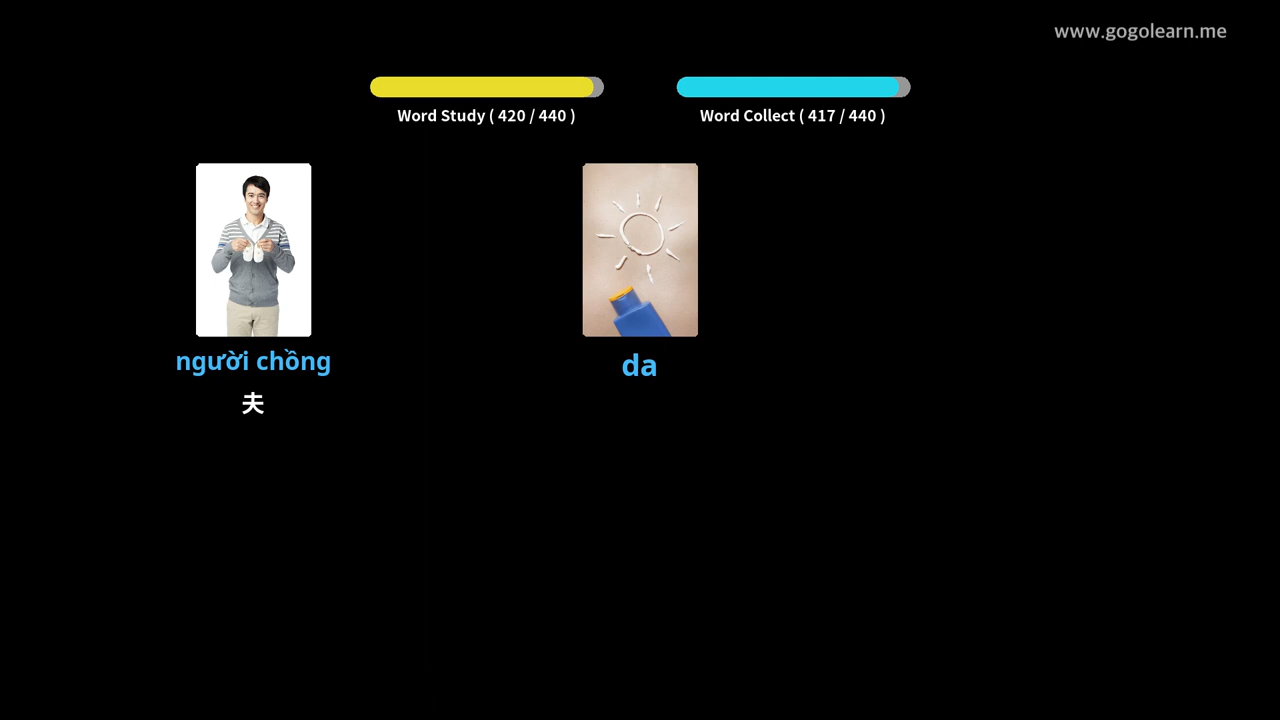 www.gogolearn.me
Word Study ( 420 / 440 )
Word Collect ( 417 / 440 )
người chồng
夫
da